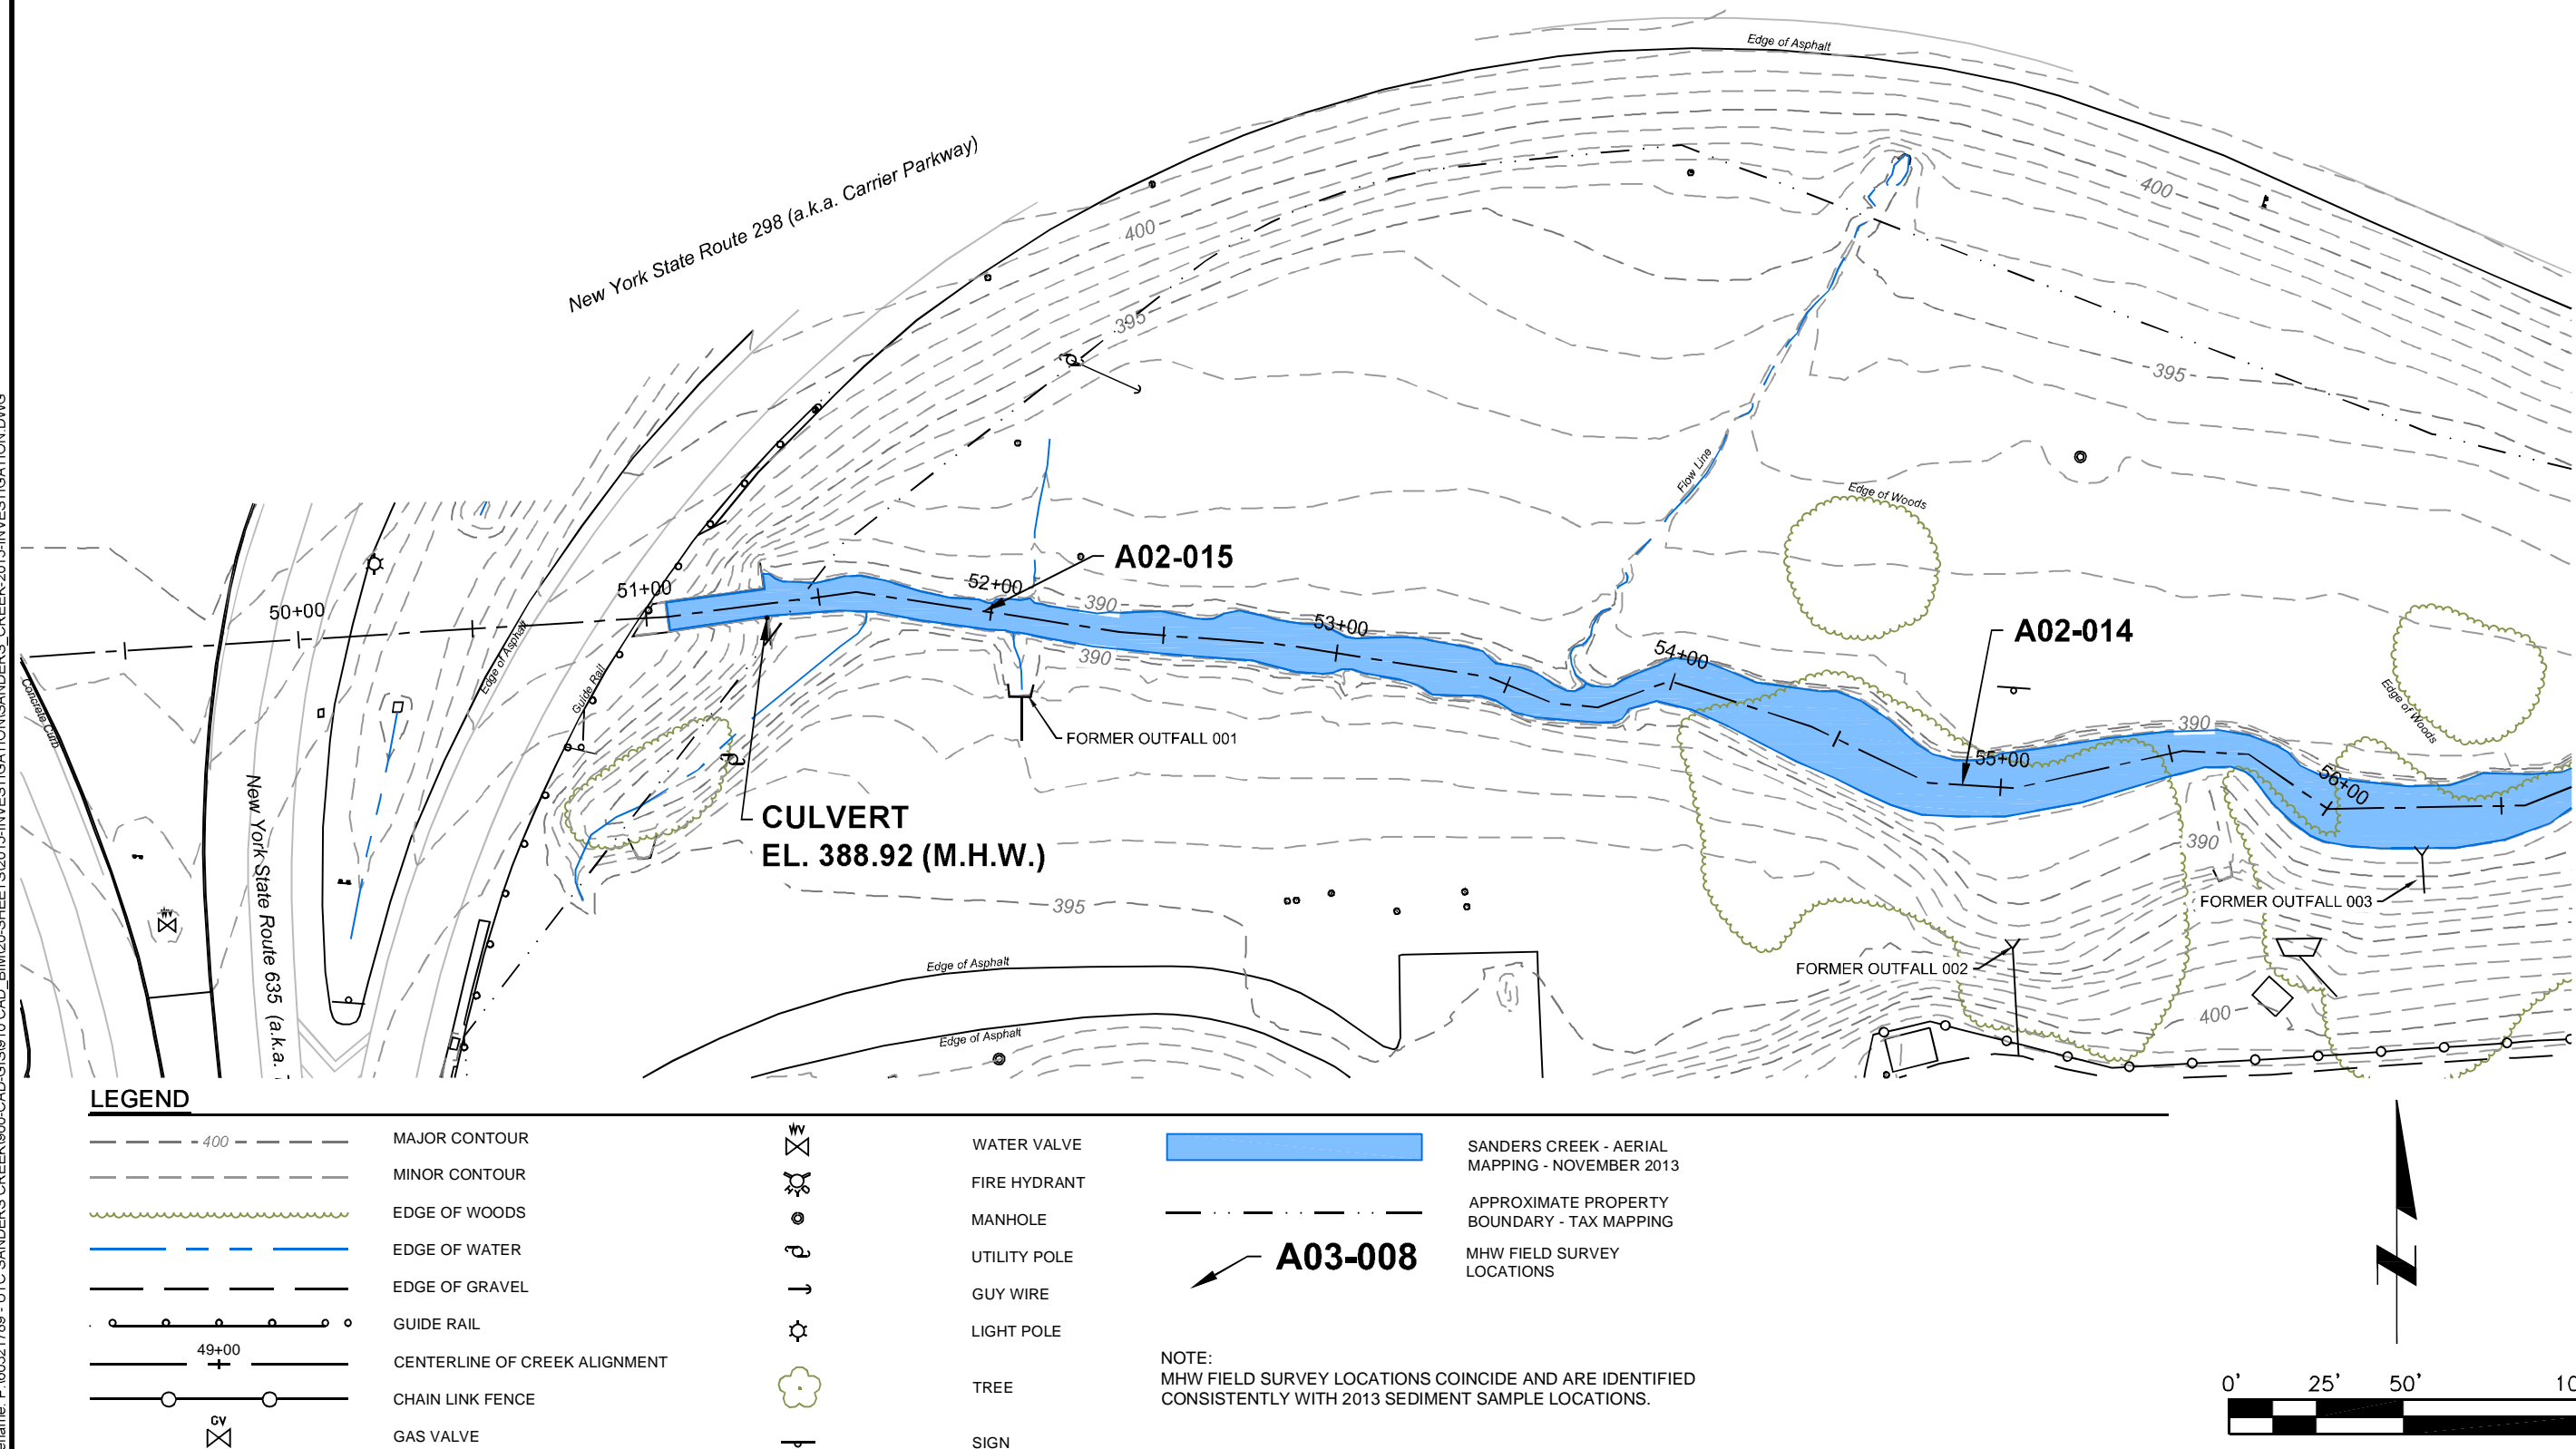 Edge of Asphalt
New York State Route 298 (a.k.a. Carrier Parkway)
400
400
395
395
Flow Line
Edge of Woods
A02-015
50+00
51+00
52+00
390
53+00
390
54+00
A02-014
Edge of Asphalt
Guide Rail
Concrete Curb
FORMER OUTFALL 001
390
55+00
56+00
Edge of Woods
CULVERT
EL. 388.92 (M.H.W.)
390
395
FORMER OUTFALL 003
WV
New York State Route 635 (a.k.a.
Edge of Asphalt
FORMER OUTFALL 002
400
Edge of Asphalt
LEGEND
400
MAJOR CONTOUR
MINOR CONTOUR
EDGE OF WOODS
EDGE OF WATER
EDGE OF GRAVEL
GUIDE RAIL
49+00
CENTERLINE OF CREEK ALIGNMENT
CHAIN LINK FENCE
GV
GAS VALVE
WV
WATER VALVE
FIRE HYDRANT
MANHOLE
UTILITY POLE
GUY WIRE
LIGHT POLE
TREE
SIGN
SANDERS CREEK - AERIAL
MAPPING - NOVEMBER 2013
APPROXIMATE PROPERTY
BOUNDARY - TAX MAPPING
A03-008
MHW FIELD SURVEY
LOCATIONS
NOTE:
MHW FIELD SURVEY LOCATIONS COINCIDE AND ARE IDENTIFIED
CONSISTENTLY WITH 2013 SEDIMENT SAMPLE LOCATIONS.
N
0' 25' 50' 10